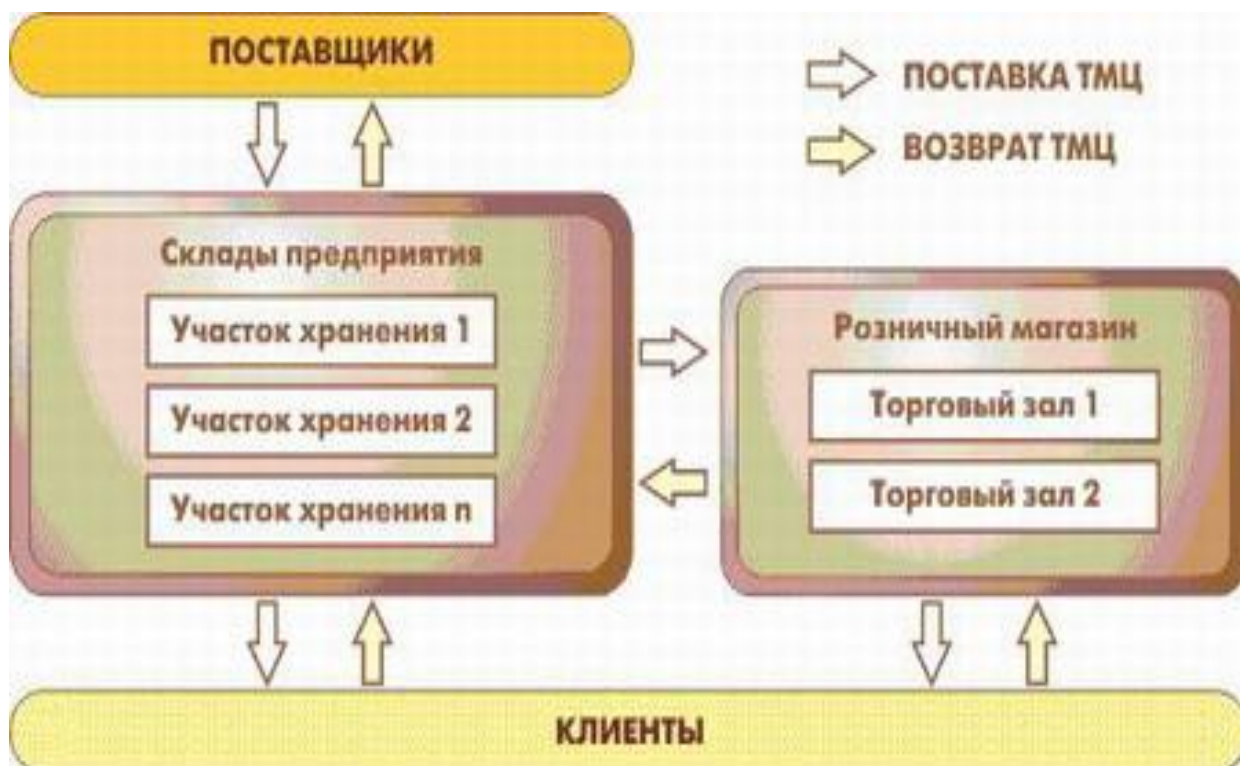 ПОСТАВЩИКИ
ПОСТАВКА ТМЦ
ВОЗВРАТ ТМЦ
Склады предприятия
Участок хранения 1
Участок хранения 2
Участок хранения n
Розничный магазин
Торговый зал 1
Торговый зал 2
КЛИЕНТЫ